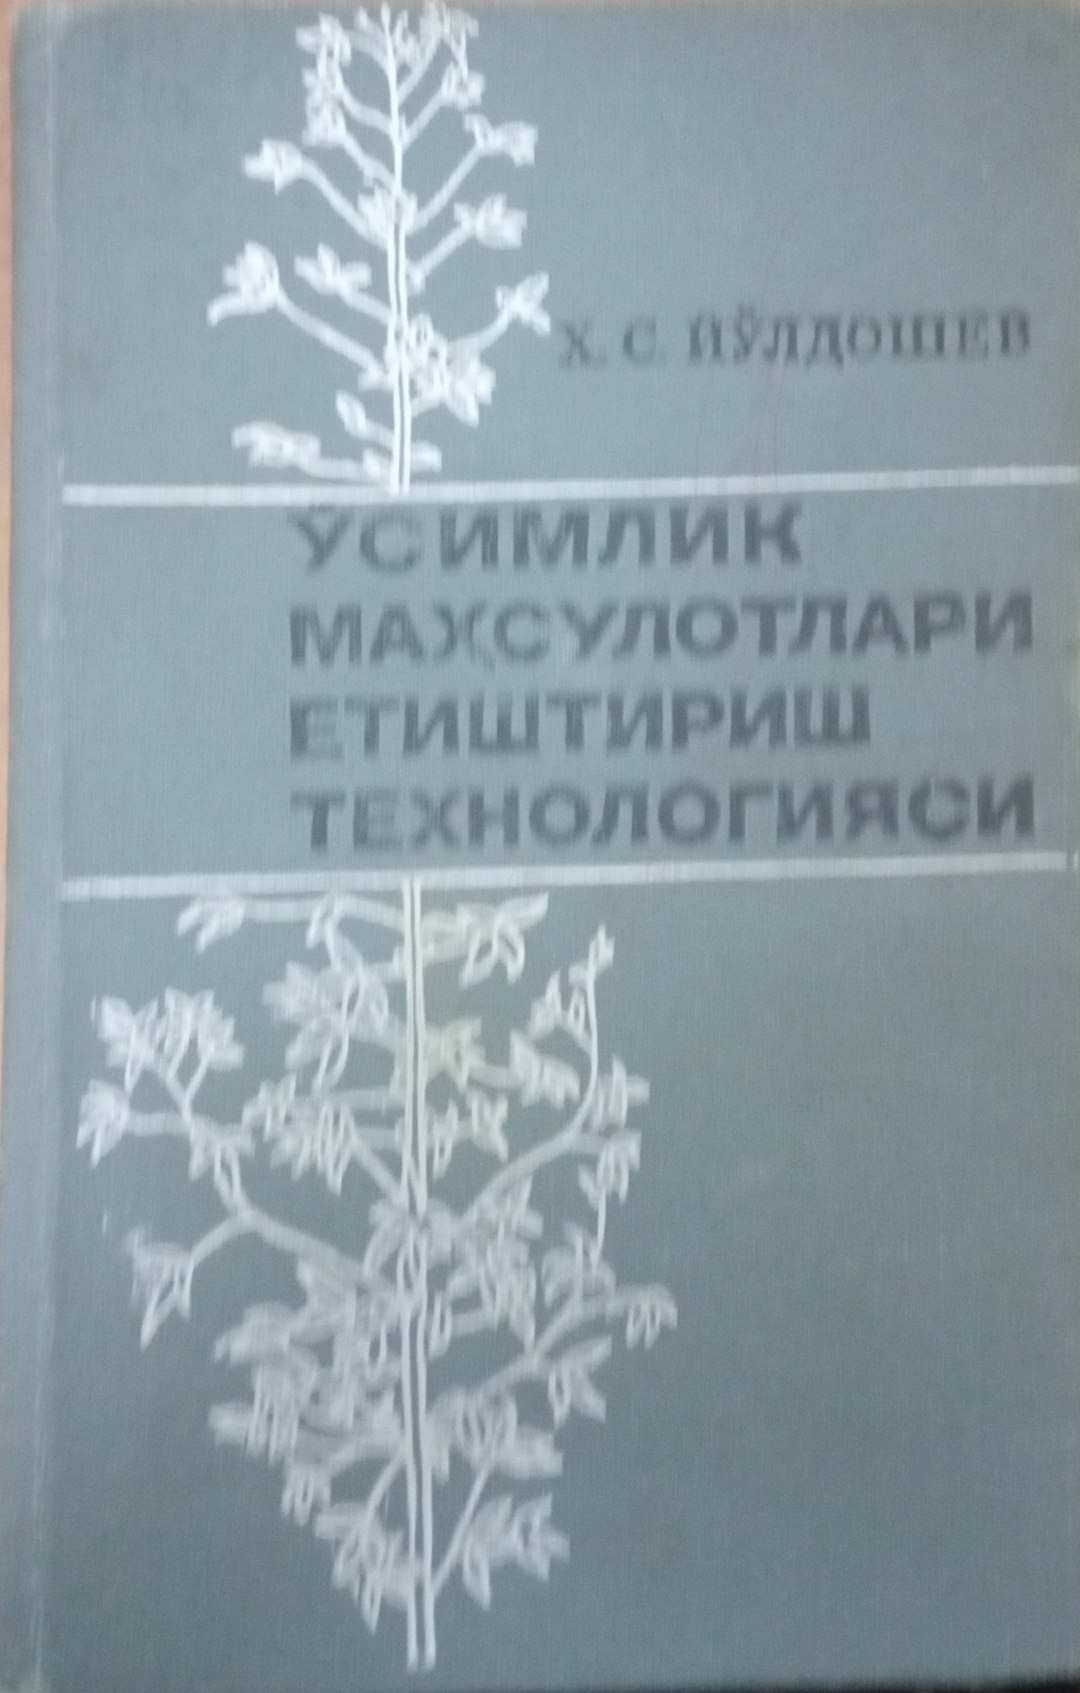 Х. С. ЙЎЛДОШЕВ
ЎСИМЛИК
МАҲСУЛОТЛАРИ
ЕТИШТИРИШ
ТЕХНОЛОГИЯСИ